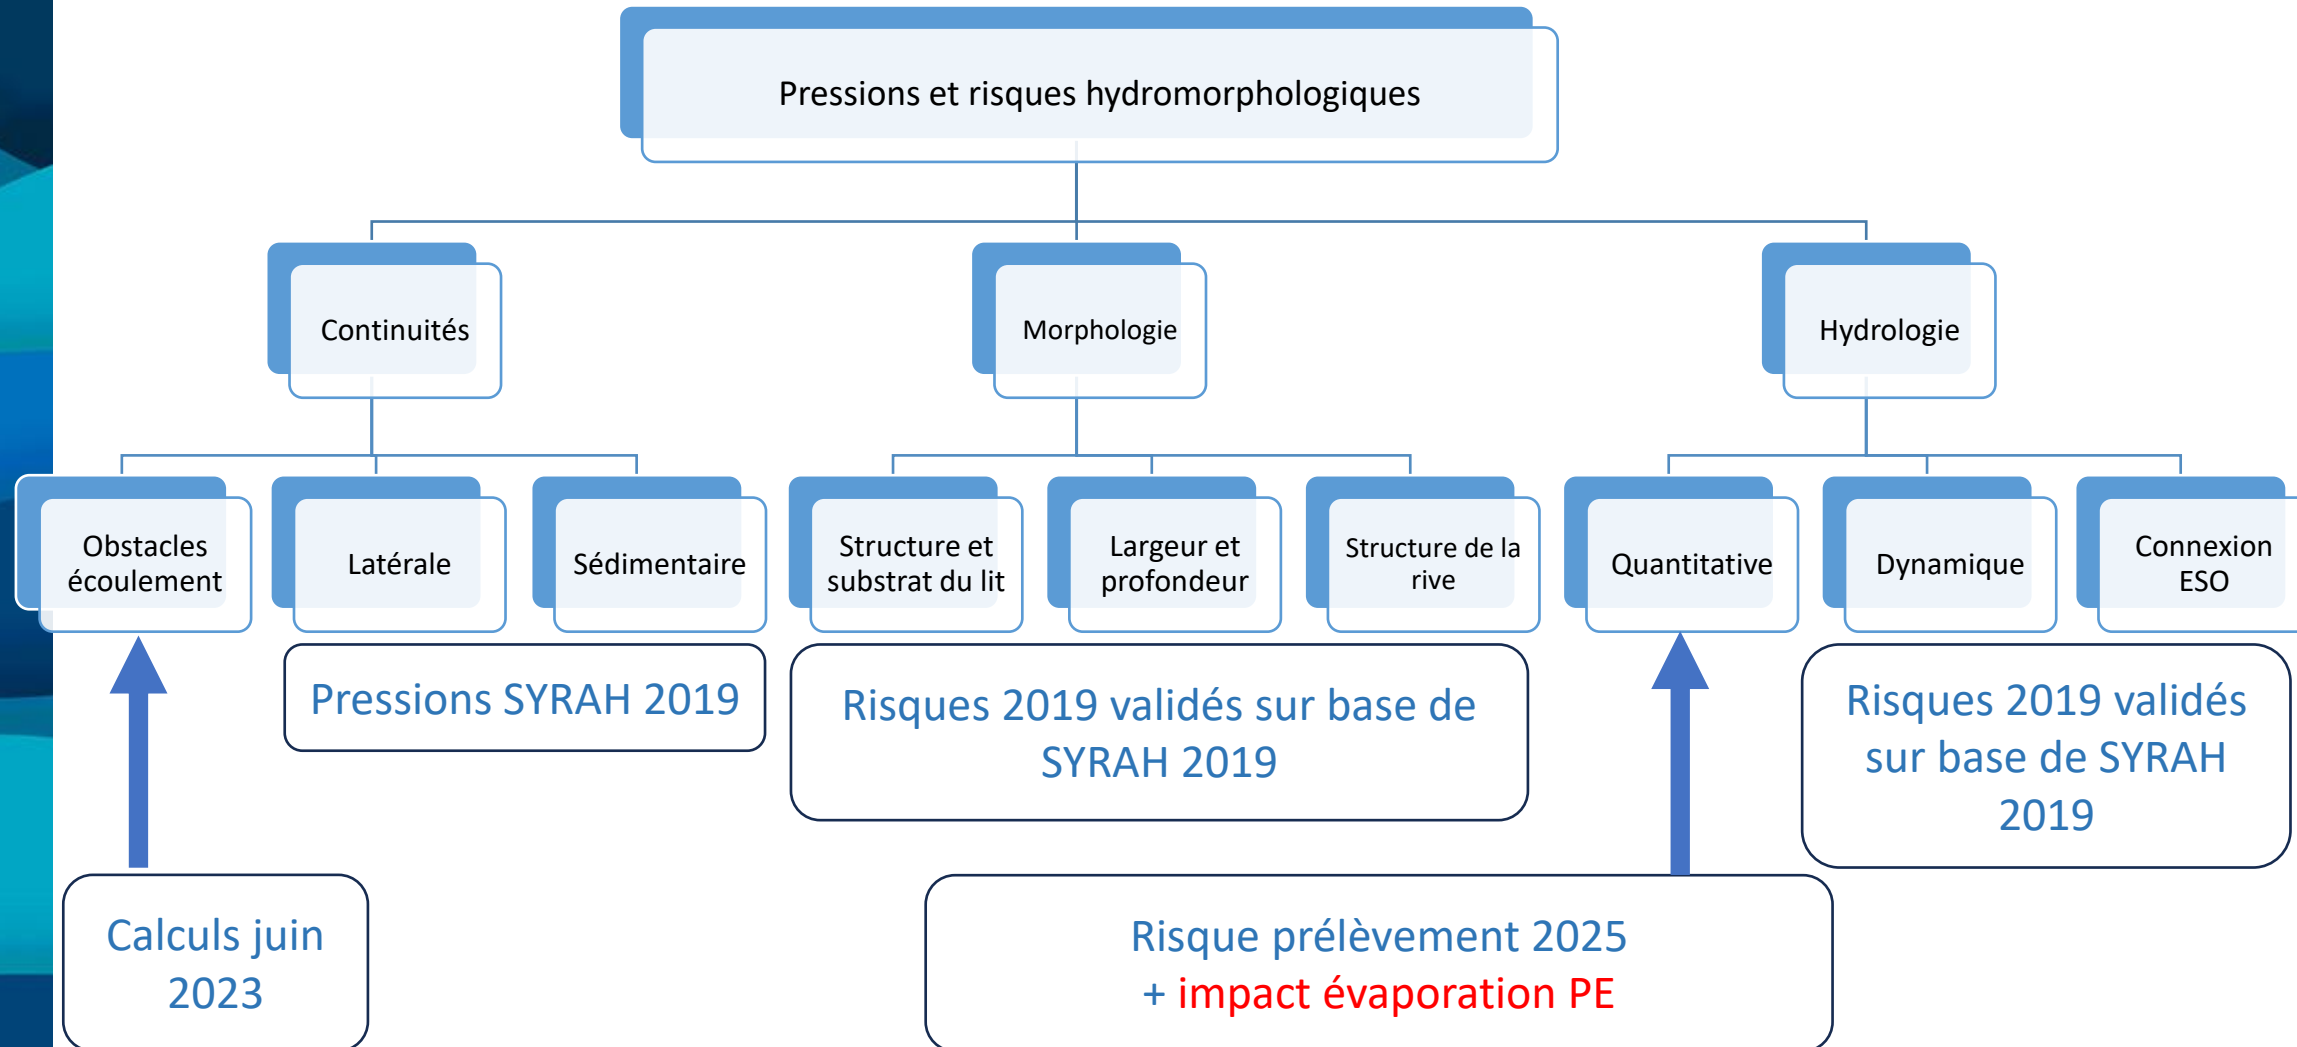 Pressions et risques hydromorphologiques
Continuités
Morphologie
Hydrologie
Obstacles
écoulement
Latérale
Sédimentaire
Structure et
substrat du lit
Largeur et
profondeur
Structure de la
rive
Quantitative
Dynamique
Connexion
ESO
Pressions SYRAH 2019
Risques 2019 validés sur base de
SYRAH 2019
Risques 2019 validés
sur base de SYRAH
2019
Calculs juin
2023
Risque prélèvement 2025
+ impact évaporation PE